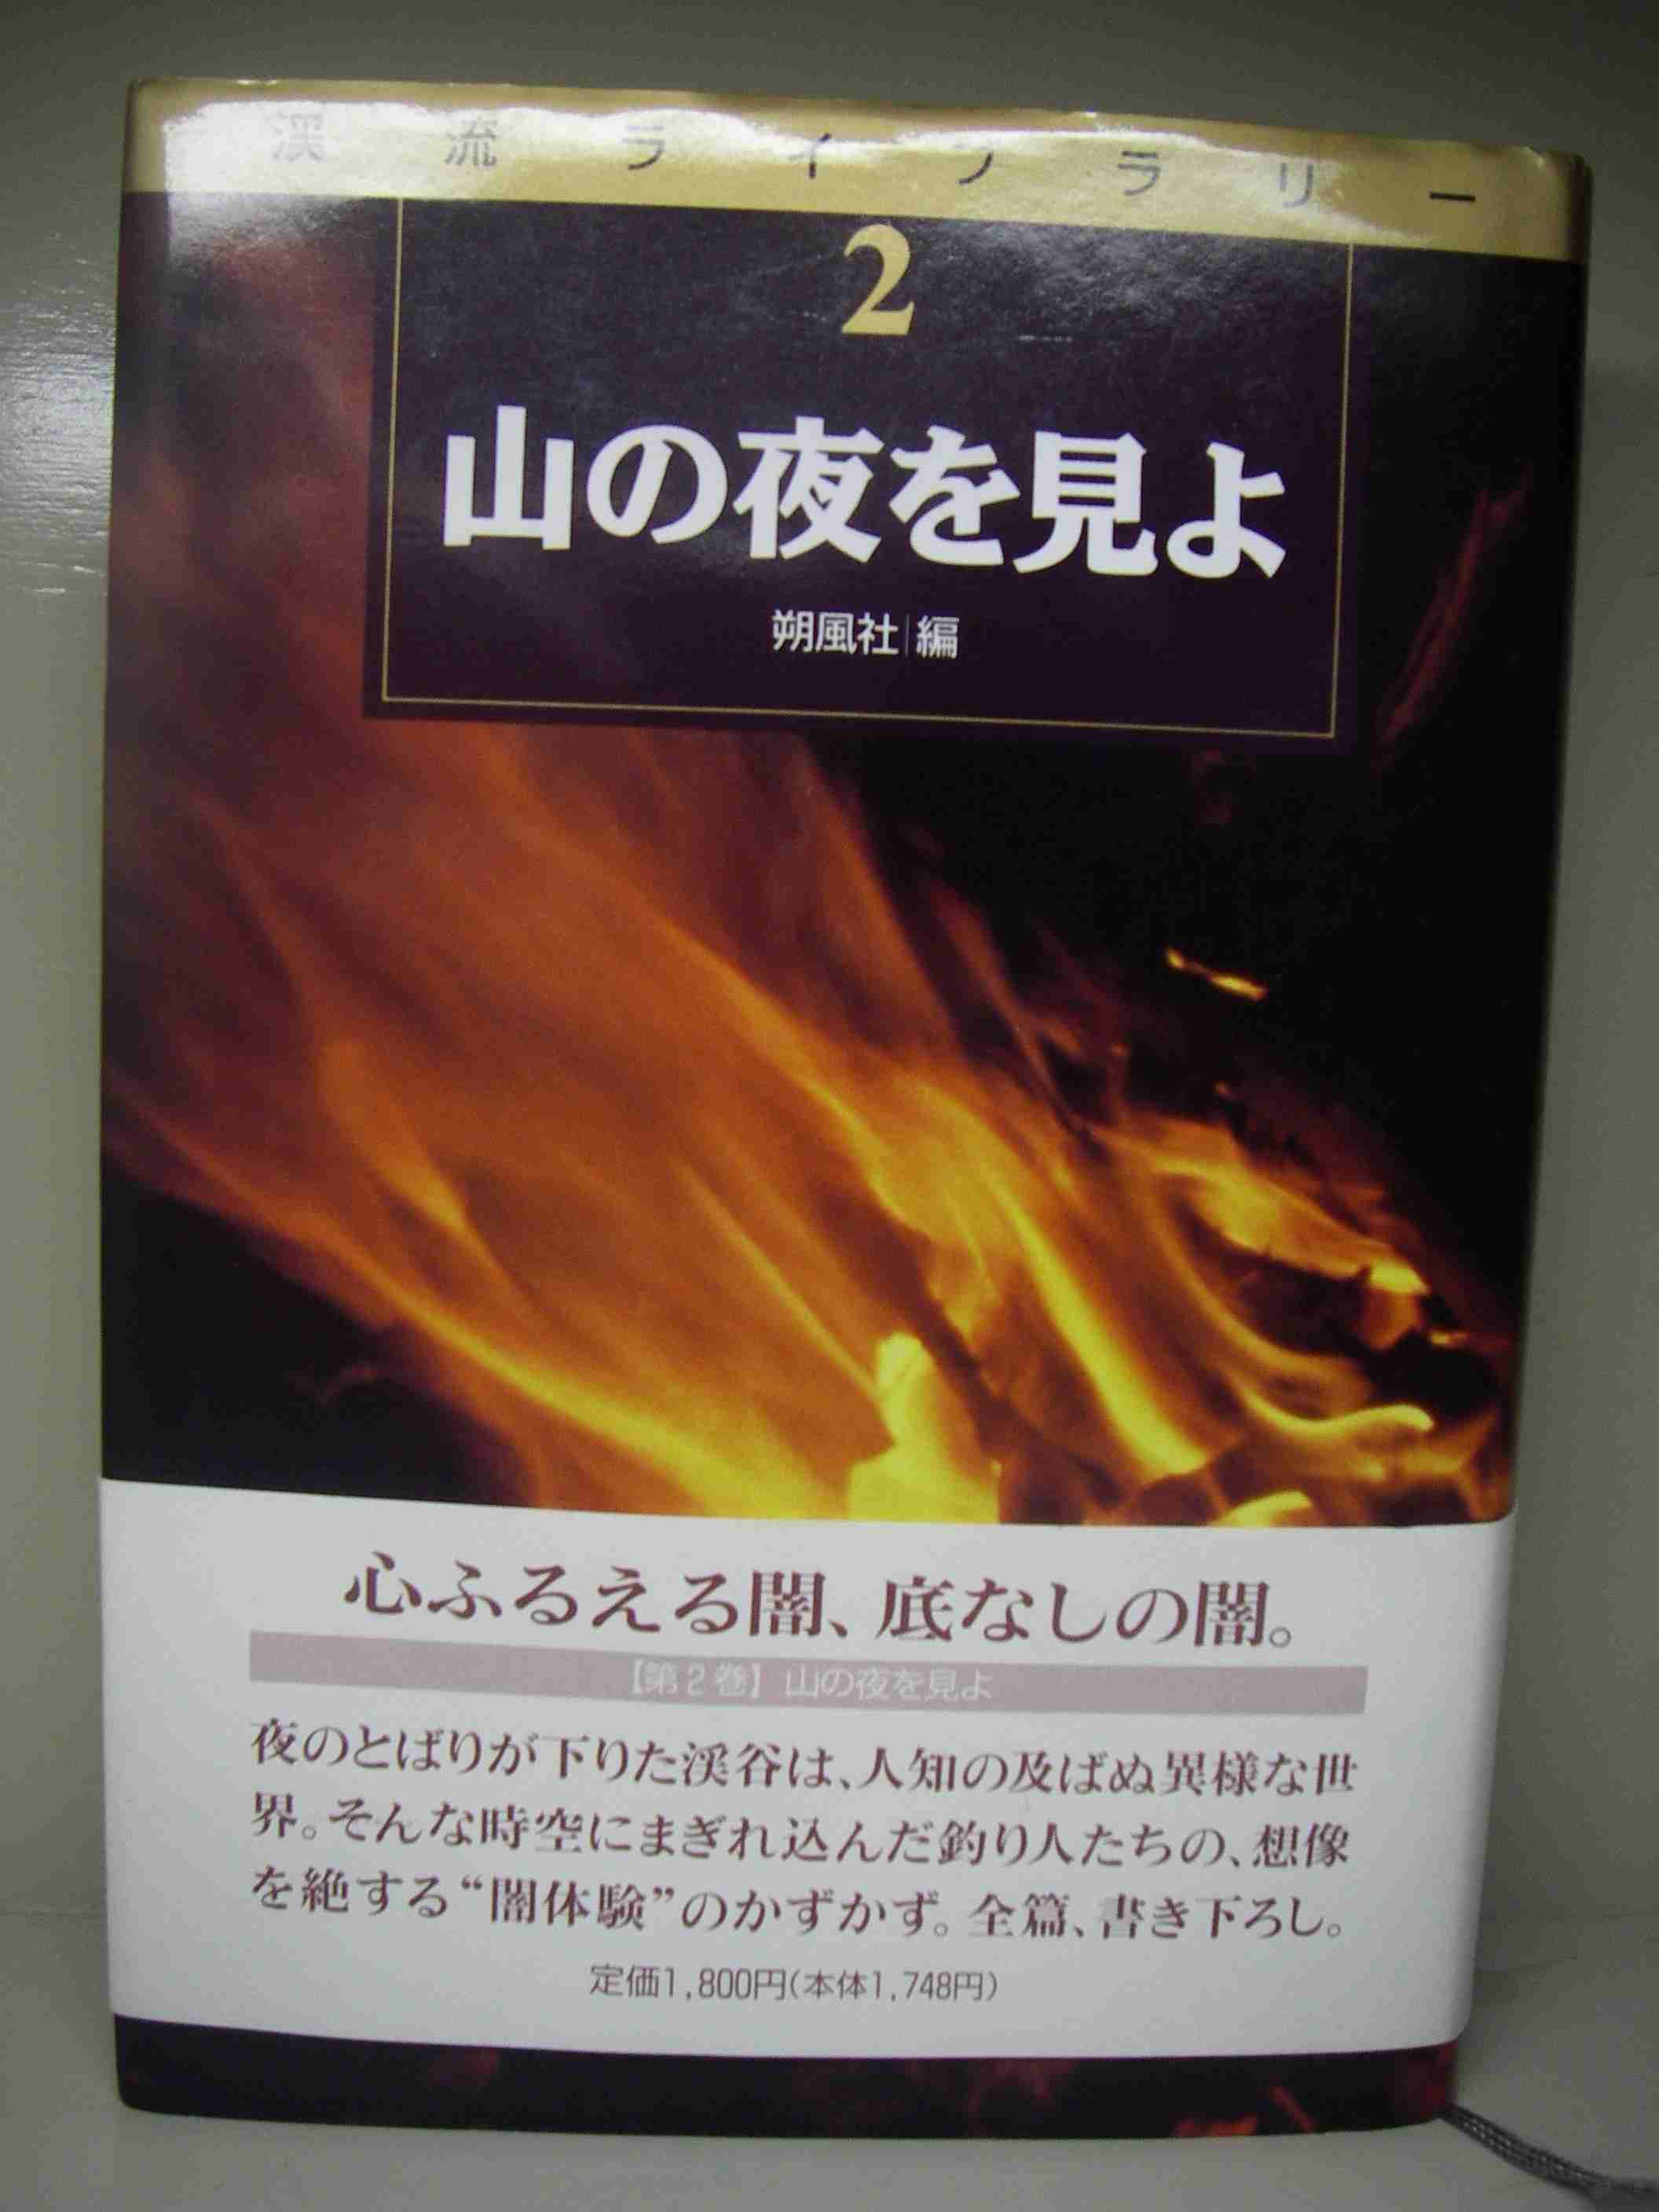 渓流ライブラリー
2
山の夜を見よ
朔風社|編
心ふるえる闇、底なしの闇。
【第2巻】山の夜を見よ
夜のとばりが下りた渓谷は、人知の及ばぬ異様な世
界。そんな時空にまぎれ込んだ釣り人たちの、想像
を絶する“闇体験”のかずかず。全篇、書き下ろし。
定価1,800円(本体1,748円)